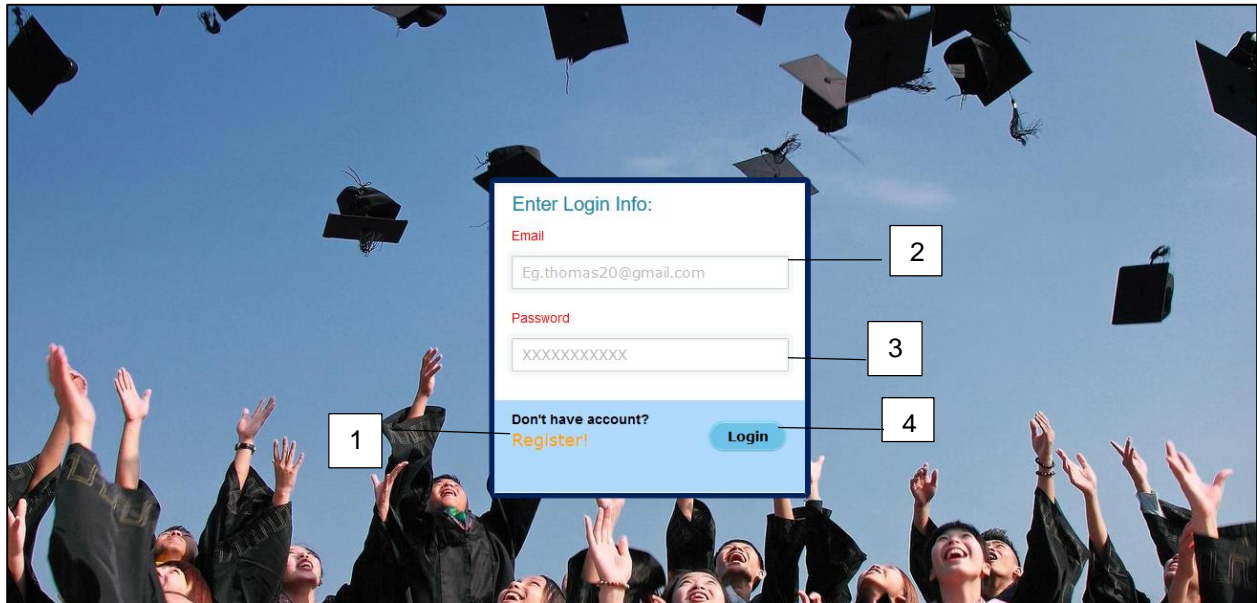 Enter Login Info:
Email
2
Eg.thomas20@gmail.com
Password
3
XXXXXXXXXXX
Don't have account?
4
1
Register!
Login